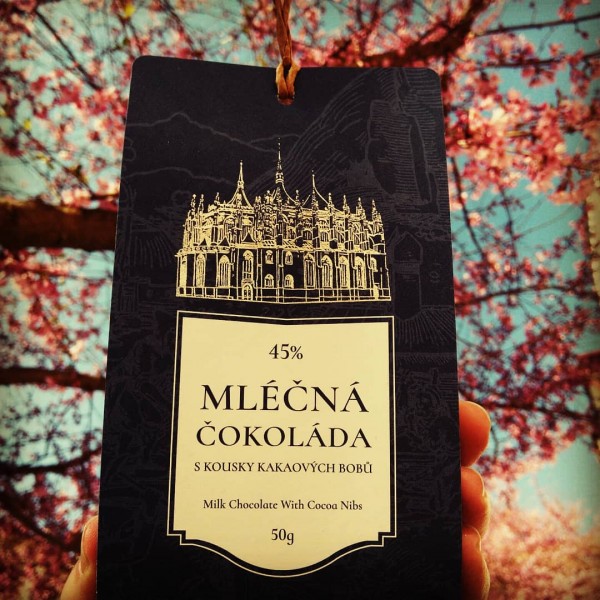 45%
MLÉČNÁ
ČOKOLÁDA
S KOUSKY KAKAOVÝCH BOBŮ
Milk Chocolate With Cocoa Nibs
50g